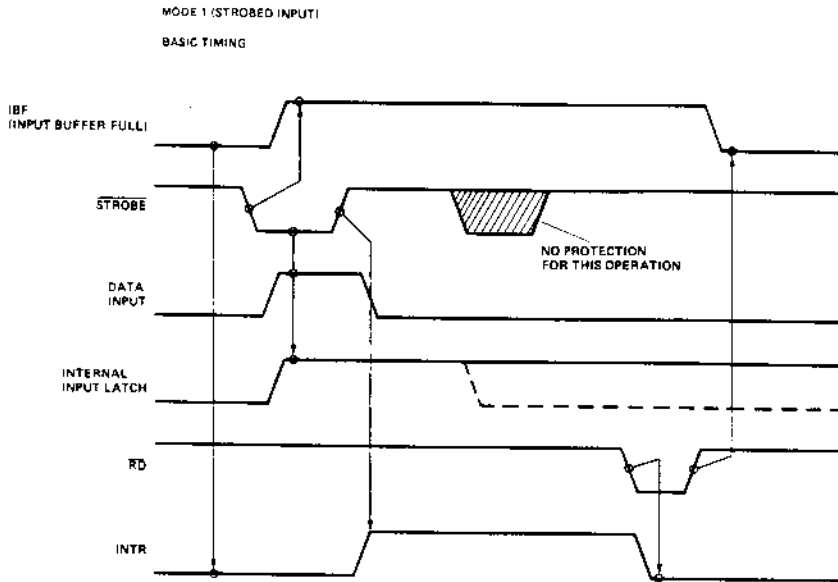 MODE 1 (STROBED INPUT)
BASIC TIMING
IBF
(INPUT BUFFER FULL)
STROBE
NO PROTECTION
FOR THIS OPERATION
DATA
INPUT
INTERNAL
INPUT LATCH
RD
INTR